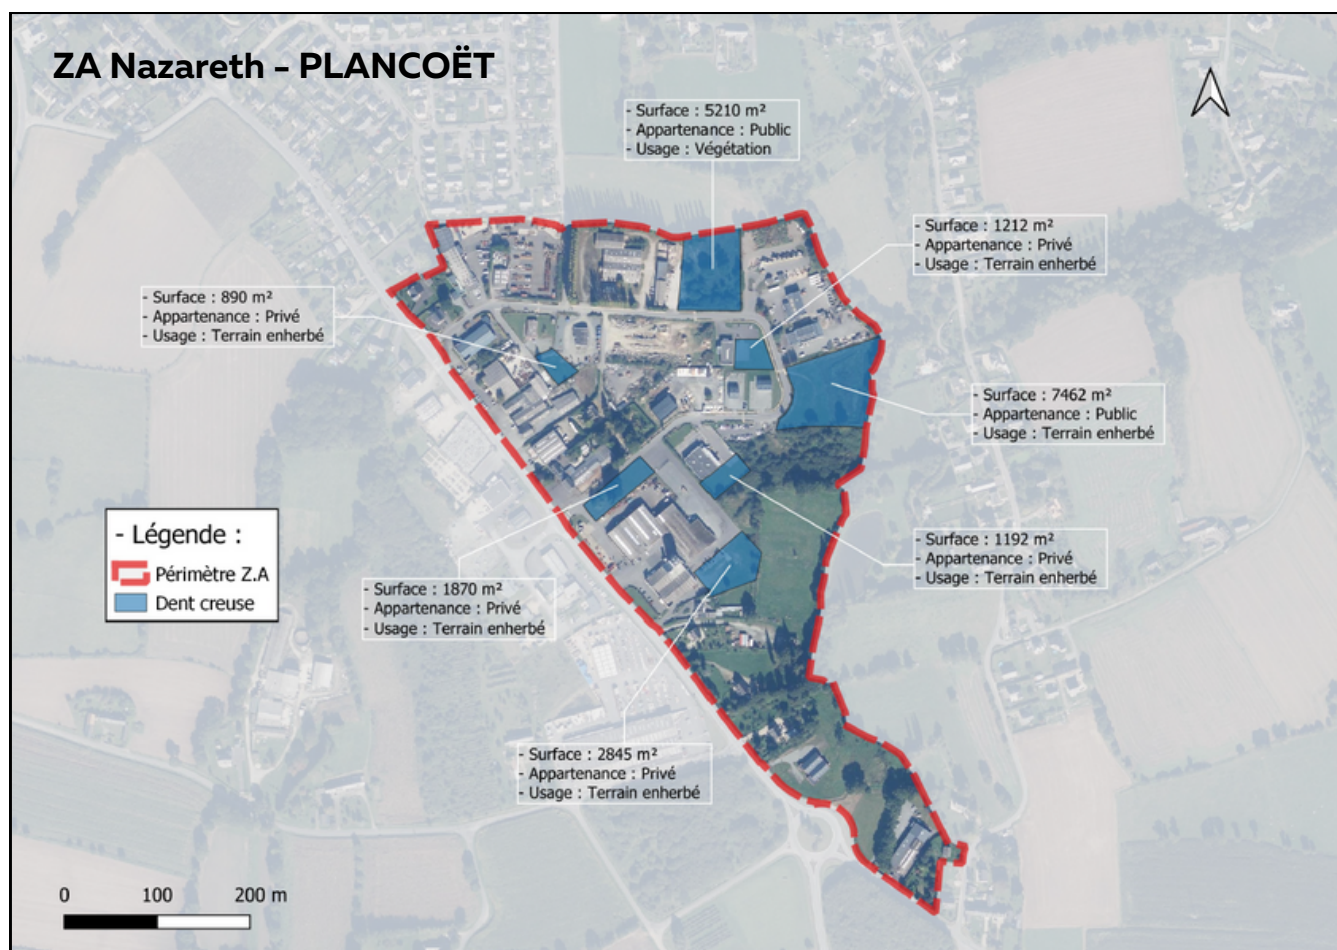 ZA Nazareth - PLANCOËT
- Surface : 5210 m²
- Appartenance : Public
- Usage : Végétation
- Surface : 1212 m²
- Appartenance : Privé
- Usage : Terrain enherbé
- Surface : 890 m²
- Appartenance : Privé
- Usage : Terrain enherbé
- Surface : 7462 m²
- Appartenance : Public
- Usage : Terrain enherbé
- Légende :
Périmètre Z.A
Dent creuse
- Surface : 1192 m²
- Appartenance : Privé
- Usage : Terrain enherbé
- Surface : 1870 m²
- Appartenance : Privé
- Usage : Terrain enherbé
- Surface : 2845 m²
- Appartenance : Privé
- Usage : Terrain enherbé
0 100 200 m